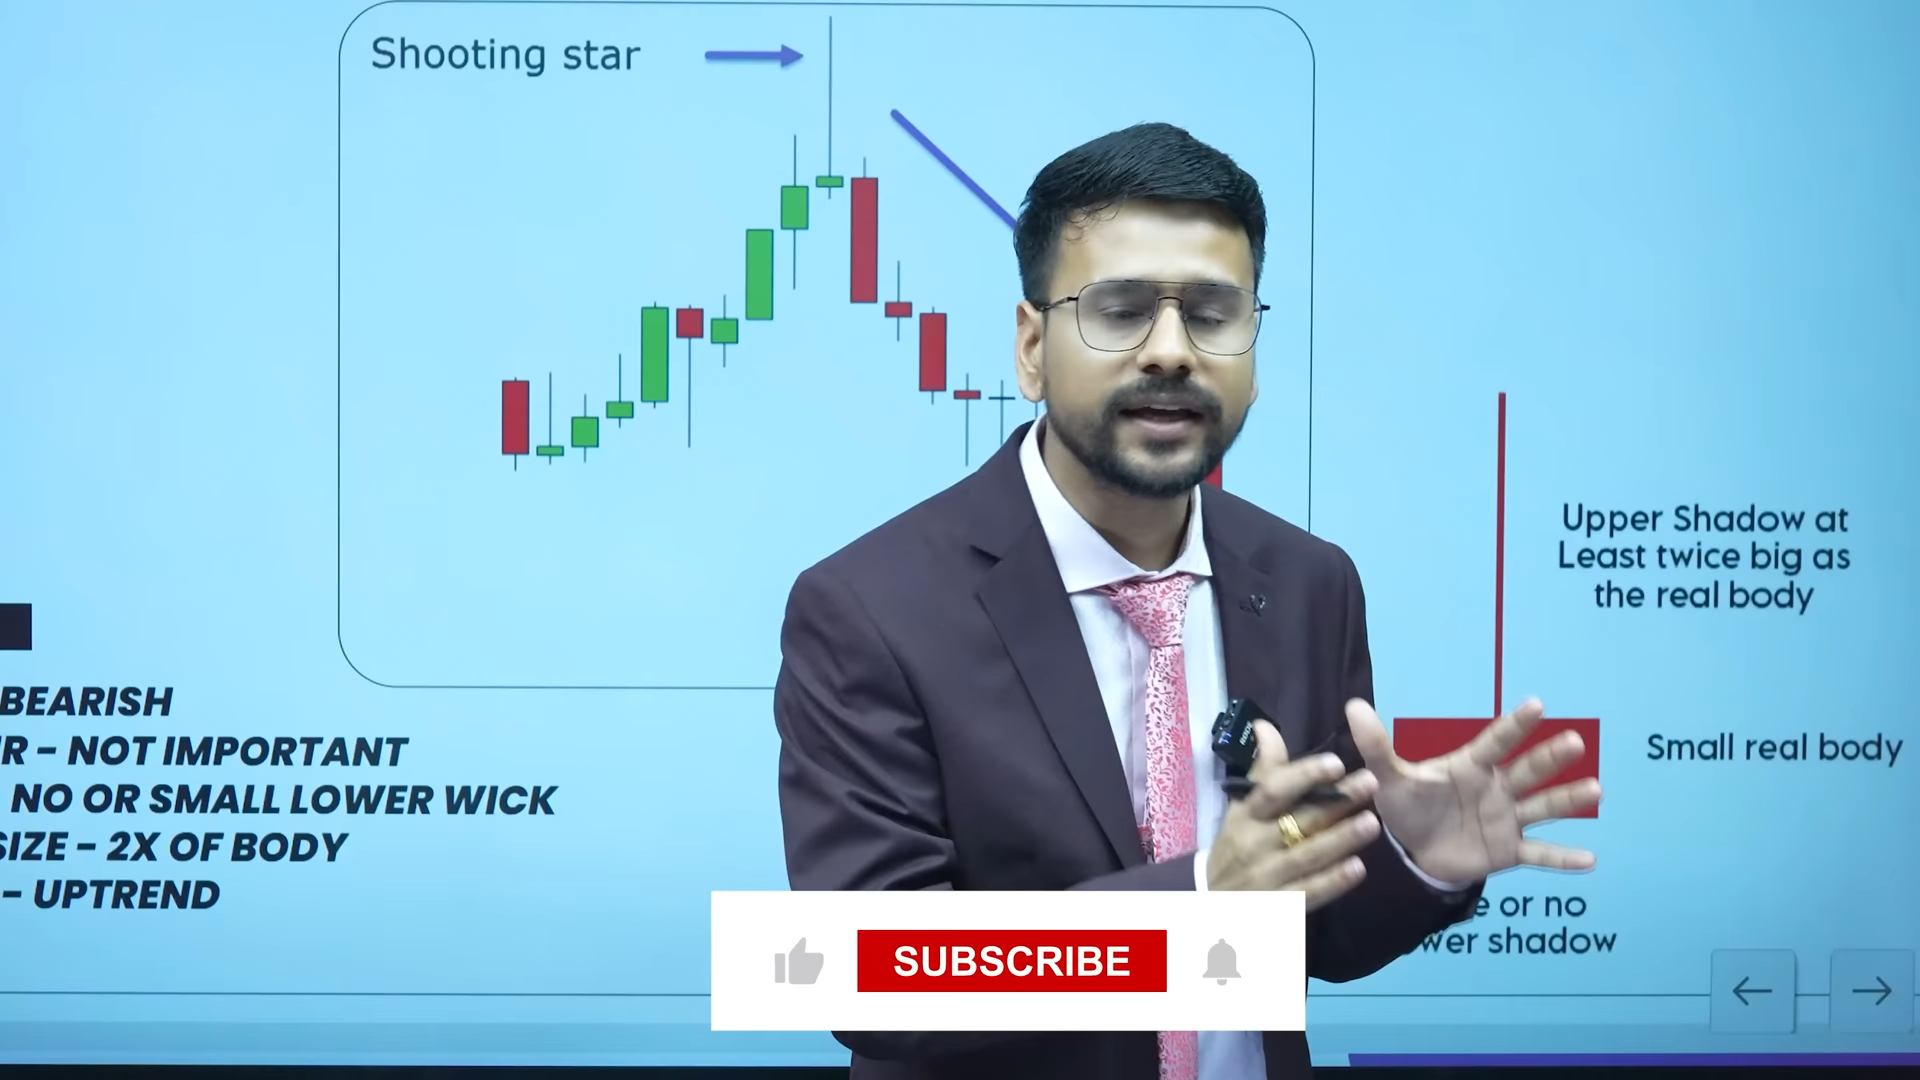 Shooting star
Upper Shadow at
Least twice big as
the real body
Small real body
BEARISH
R – NOT IMPORTANT
NO OR SMALL LOWER WICK
SIZE – 2X OF BODY
– UPTREND
e or no
wer shadow
SUBSCRIBE